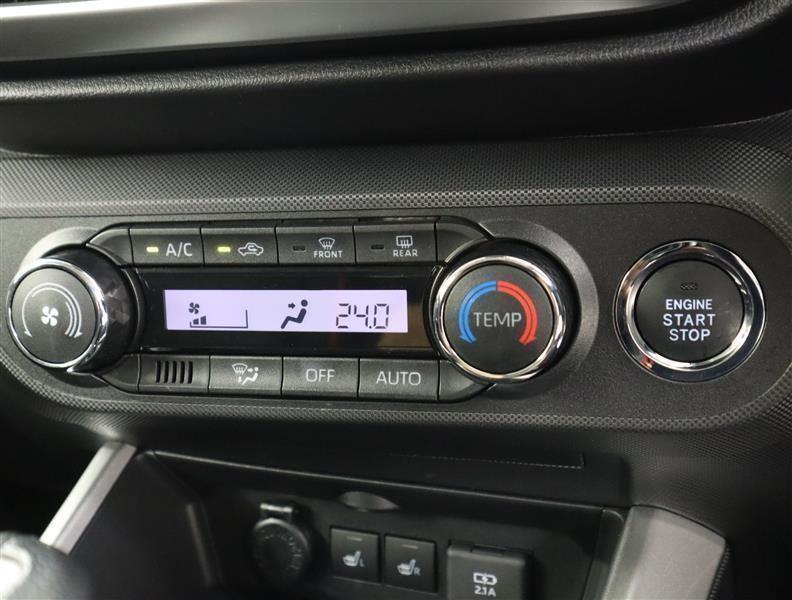 A/C
FRONT
REAR
24.0
TEMP
ENGINE
START
STOP
OFF
AUTO
L
R
2.1A